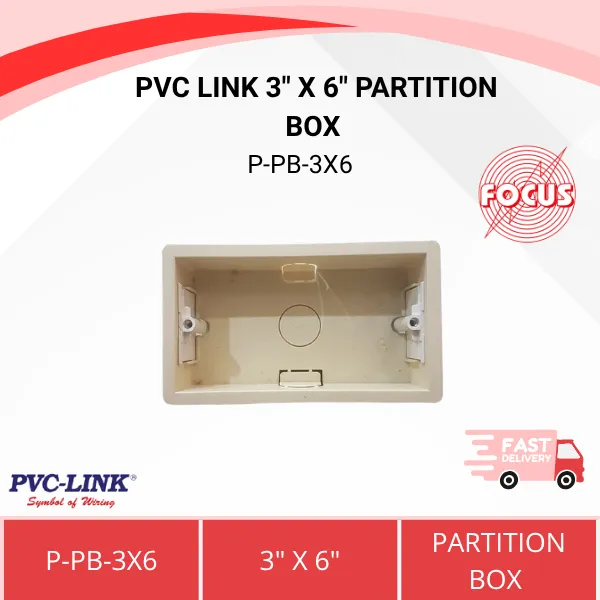 PVC LINK 3" X 6" PARTITION
BOX
P-PB-3X6
FOCUS
FAST
DELIVERY
PVC-LINK®
Symbol of Wiring
P-PB-3X6
3" X 6"
PARTITION
BOX